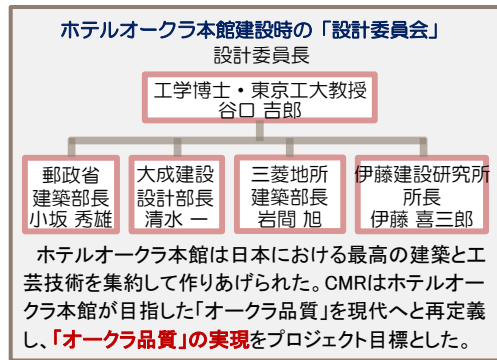 ホテルオークラ本館建設時の「設計委員会」
設計委員長
工学博士・東京工大教授
谷口 吉郎
郵政省
建築部長
小坂 秀雄
大成建設
設計部長
清水 一
三菱地所
建築部長
岩間 旭
伊藤建設研究所
所長
伊藤 喜三郎
ホテルオークラ本館は日本における最高の建築と工
芸技術を集約して作りあげられた。CMRはホテルオー
クラ本館が目指した「オークラ品質」を現代へと再定義
し、「オークラ品質」の実現をプロジェクト目標とした。